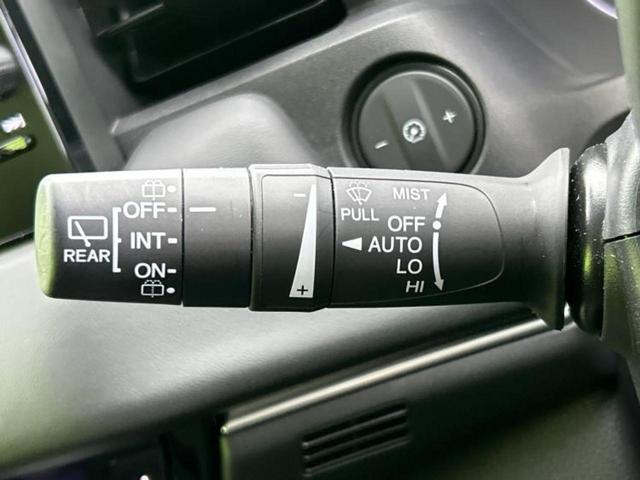 OFF
INT
REAR
ON
- +
MIST
PULL
OFF
AUTO
LO
HI
- +